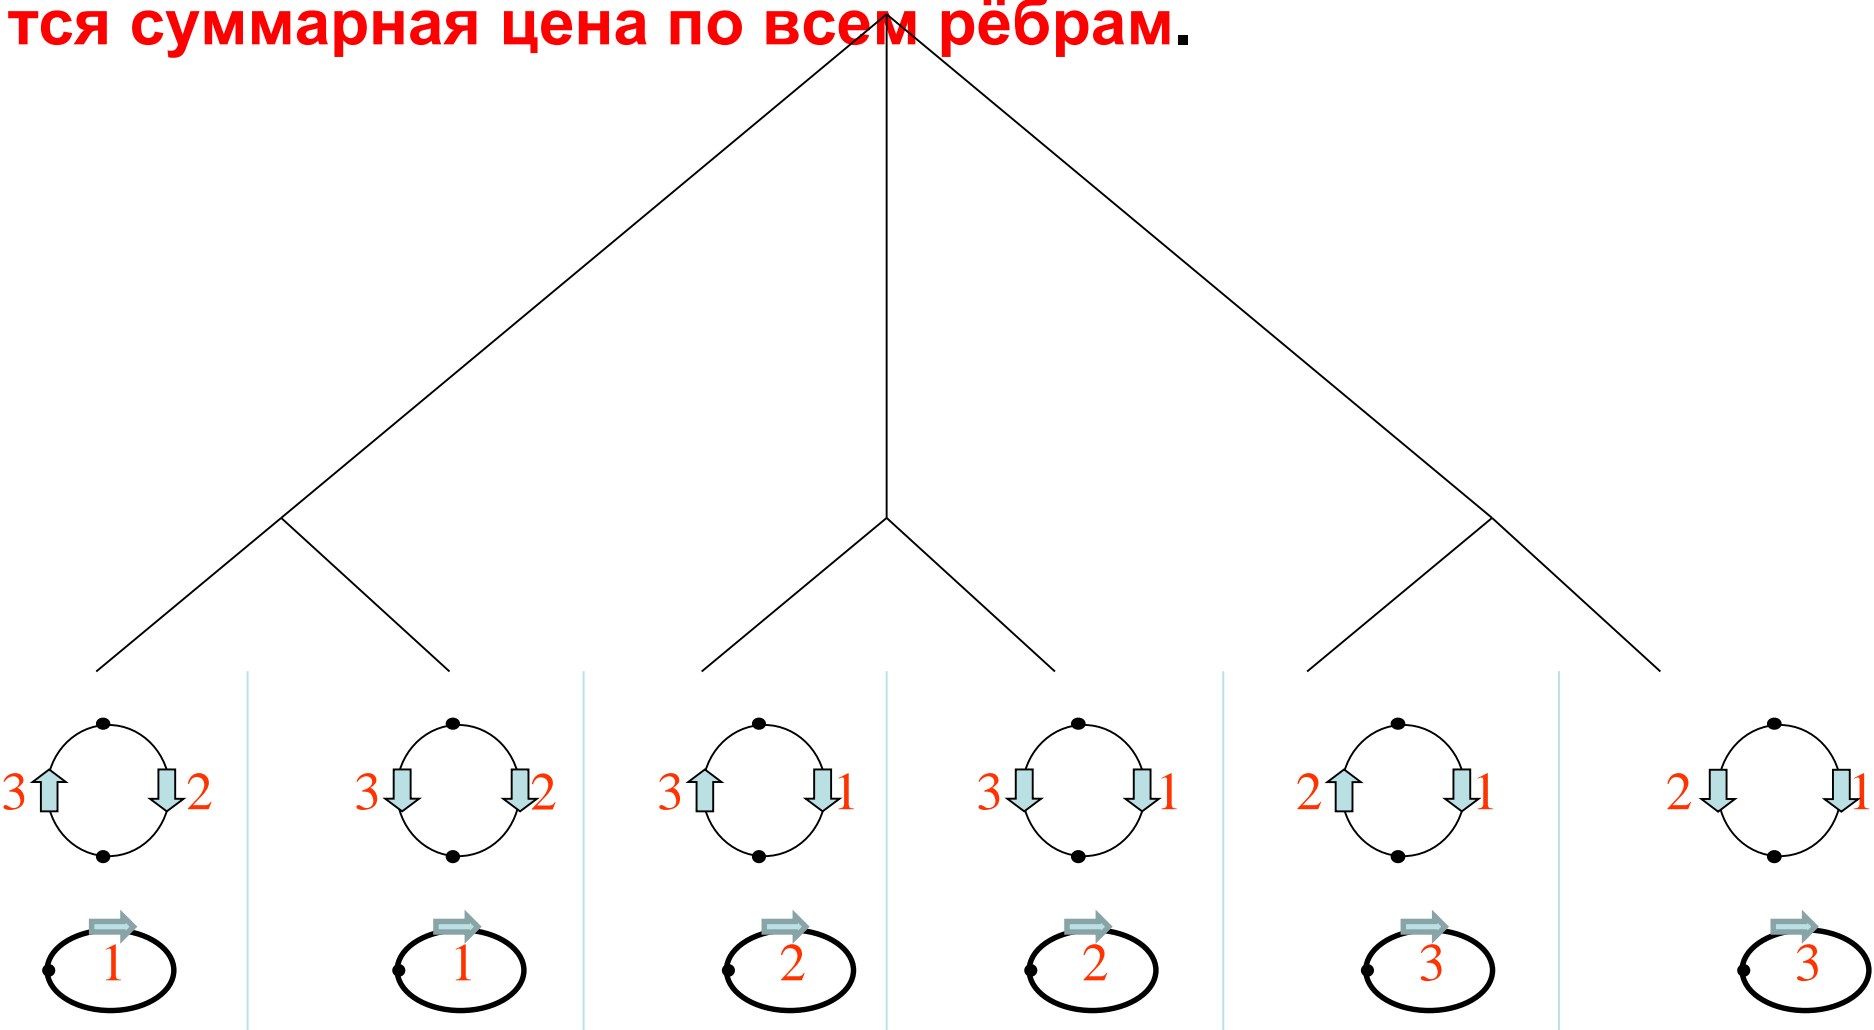 тся суммарная цена по всем рёбрам.
3 2 3 2 3 1 3 1 2 1 2 1
1 1 2 2 3 3